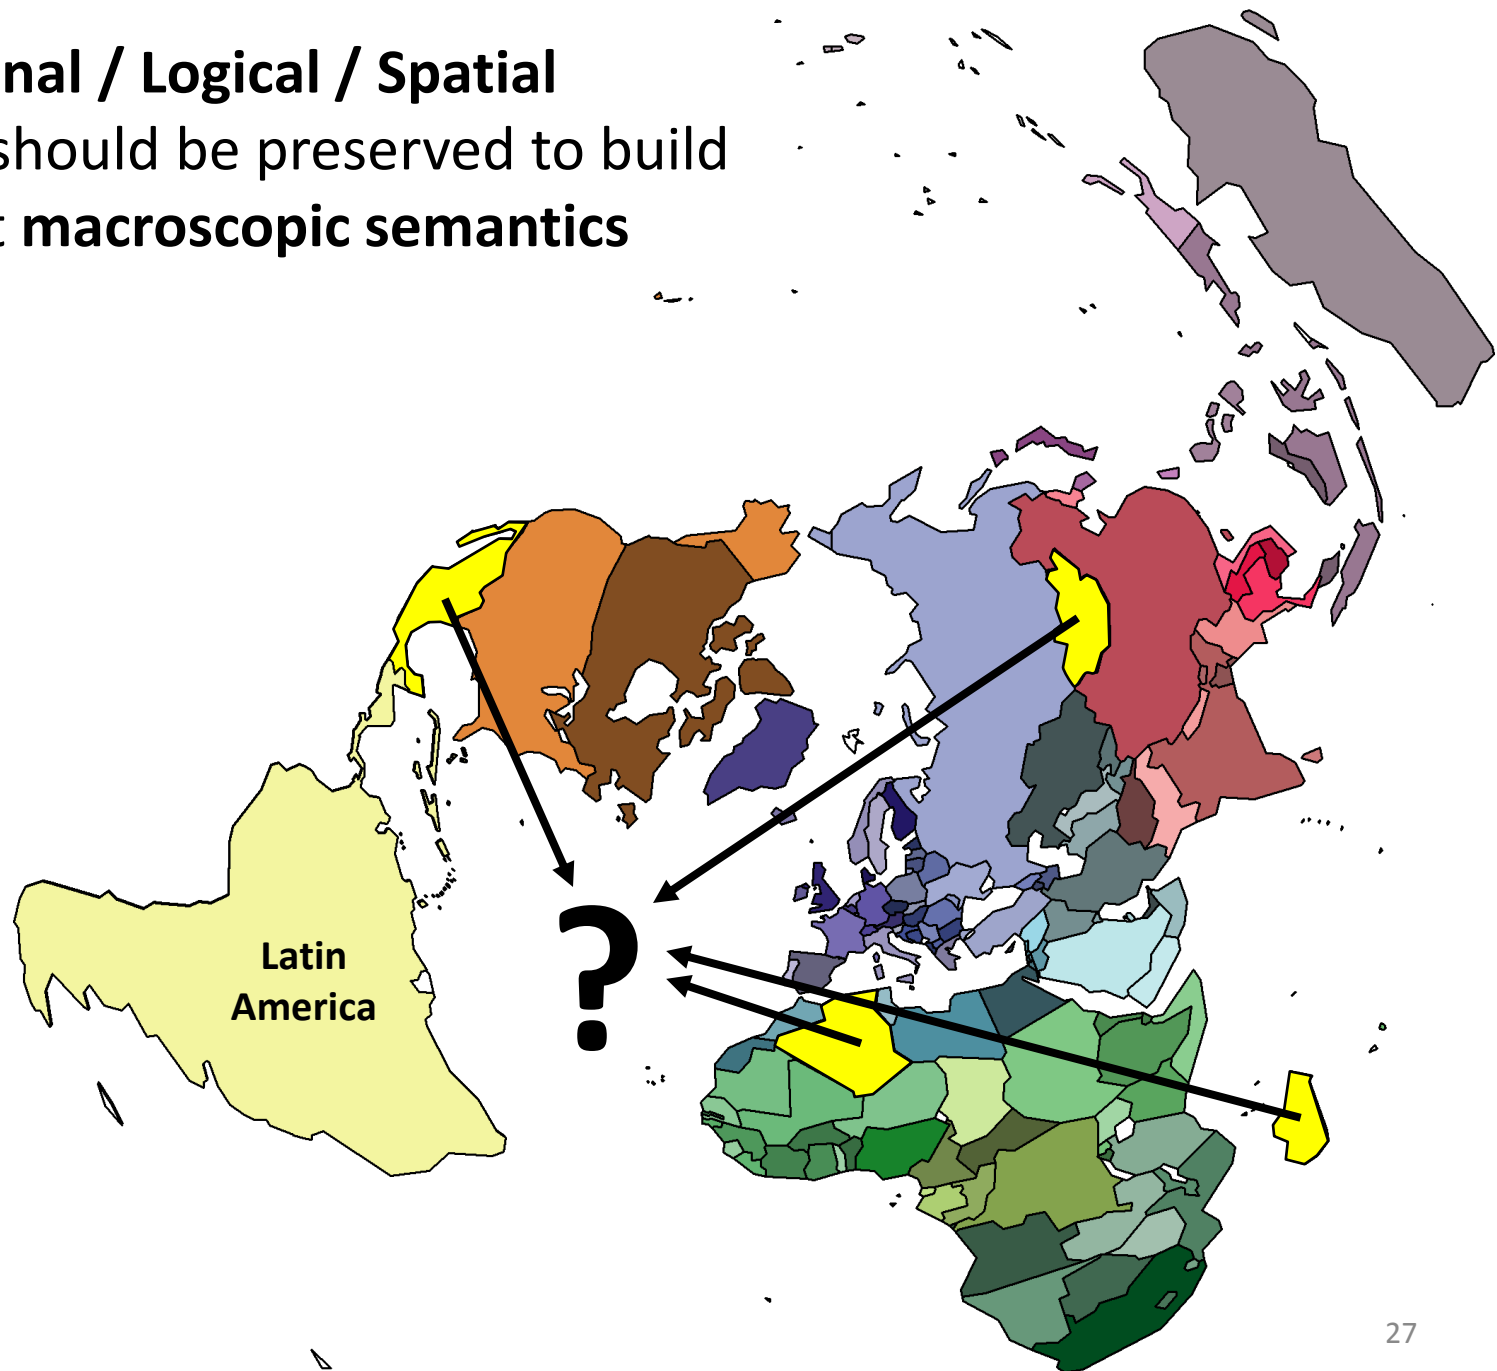 nal / Logical / Spatial
should be preserved to build
t macroscopic semantics
Latin
America
?
27